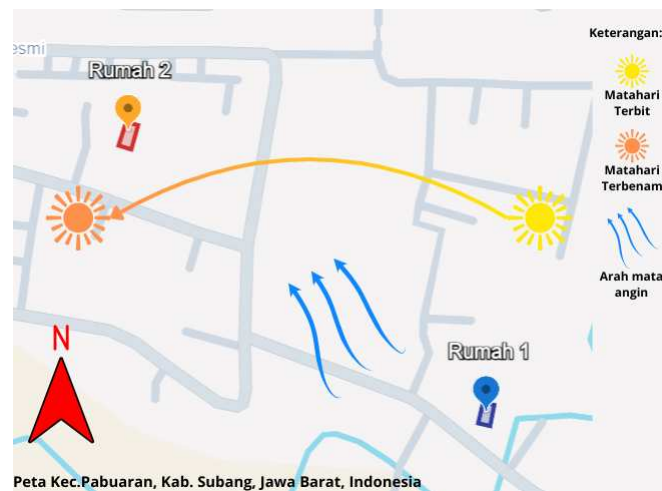 esmi
Rumah 2
Keterangan:
Matahari
Terbit
Matahari
Terbenam
Arah mata
angin
N
Rumah 1
Peta Kec.Pabuaran, Kab. Subang, Jawa Barat, Indonesia